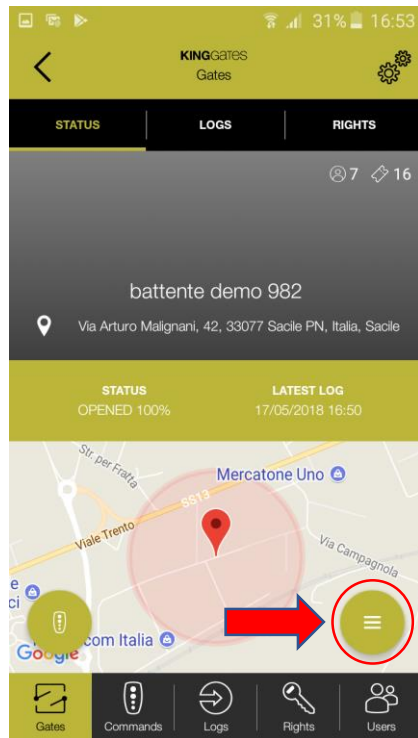 31% 16:53
KINGGATES
Gates
STATUS LOGS RIGHTS
7 16
battente demo 982
Via Arturo Malignani, 42, 33077 Sacile PN, Italia, Sacile
STATUS LATEST LOG
OPENED 100% 17/05/2018 16:50
Str. per Fratta
Mercatone Uno
SS13
Viale Trento
Via Campagnola
e
ci
com Italia
Google
Gates Commands Logs Rights Users